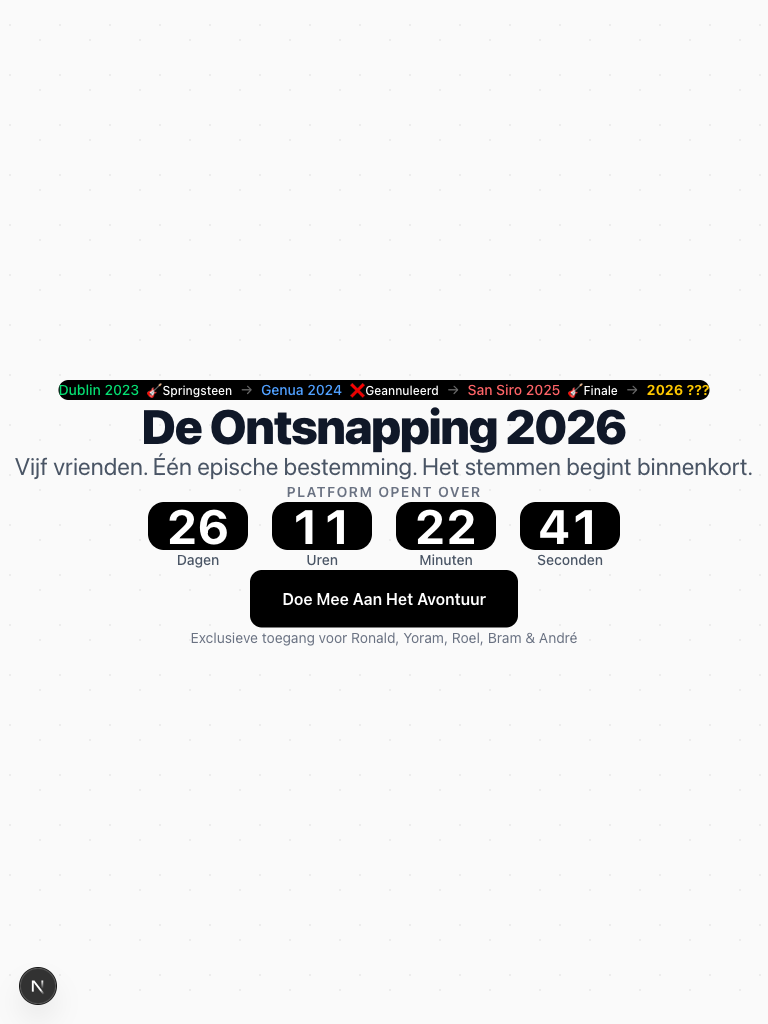 Dublin 2023 🎸Springsteen → Genua 2024 ❌Geannuleerd → San Siro 2025 🎸Finale → 2026 ???
De Ontsnapping 2026
Vijf vrienden. Één epische bestemming. Het stemmen begint binnenkort.
PLATFORM OPENT OVER
26 11 22 41
Dagen Uren Minuten Seconden
Doe Mee Aan Het Avontuur
Exclusieve toegang voor Ronald, Yoram, Roel, Bram & André
N